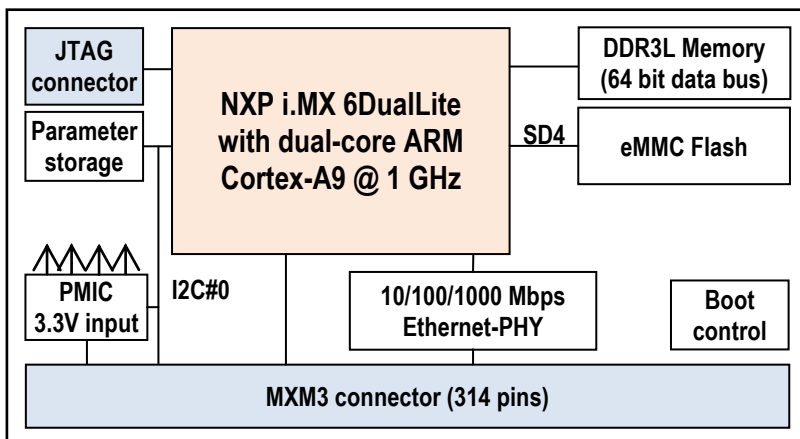 JTAG
connector
NXP i.MX 6DualLite
with dual-core ARM
Cortex-A9 @ 1 GHz
DDR3L Memory
(64 bit data bus)
Parameter
storage
SD4
eMMC Flash
PMIC
3.3V input
I2C#0
10/100/1000 Mbps
Ethernet-PHY
Boot
control
MXM3 connector (314 pins)